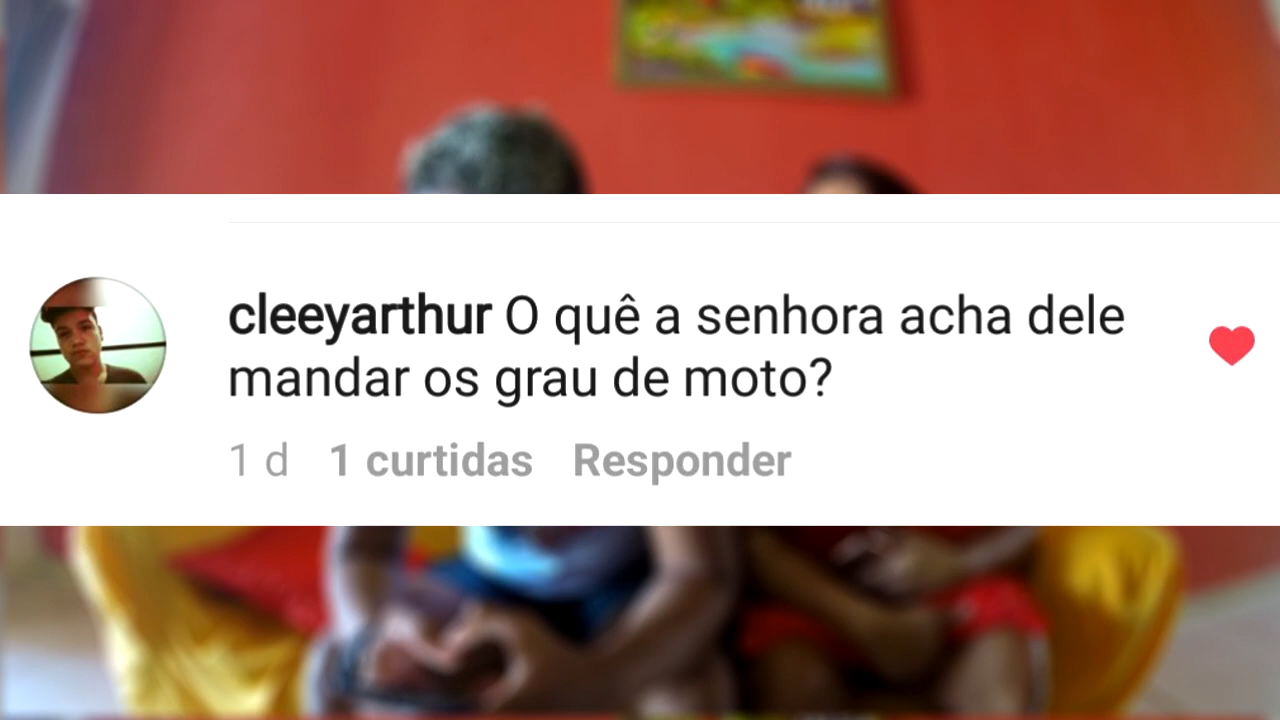 cleeyarthur O quê a senhora acha dele
mandar os grau de moto?
1 d 1 curtidas Responder